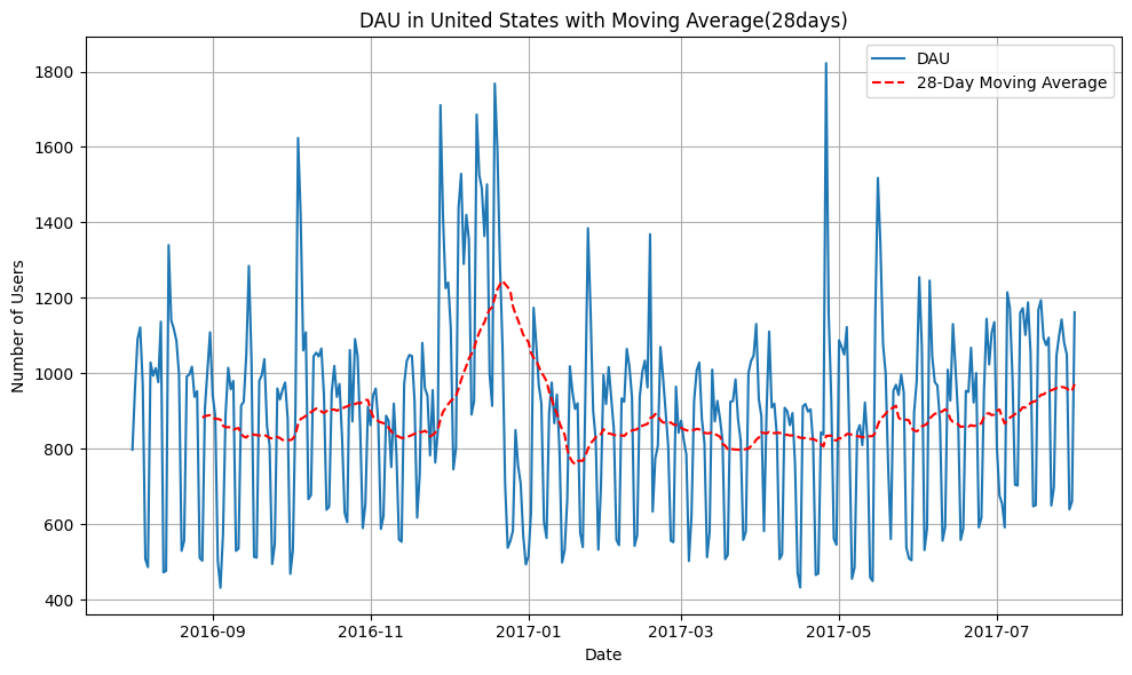 DAU in United States with Moving Average(28days)
DAU
28-Day Moving Average
Number of Users
1800
1600
1400
1200
1000
800
600
400
2016-09 2016-11 2017-01 2017-03 2017-05 2017-07
Date